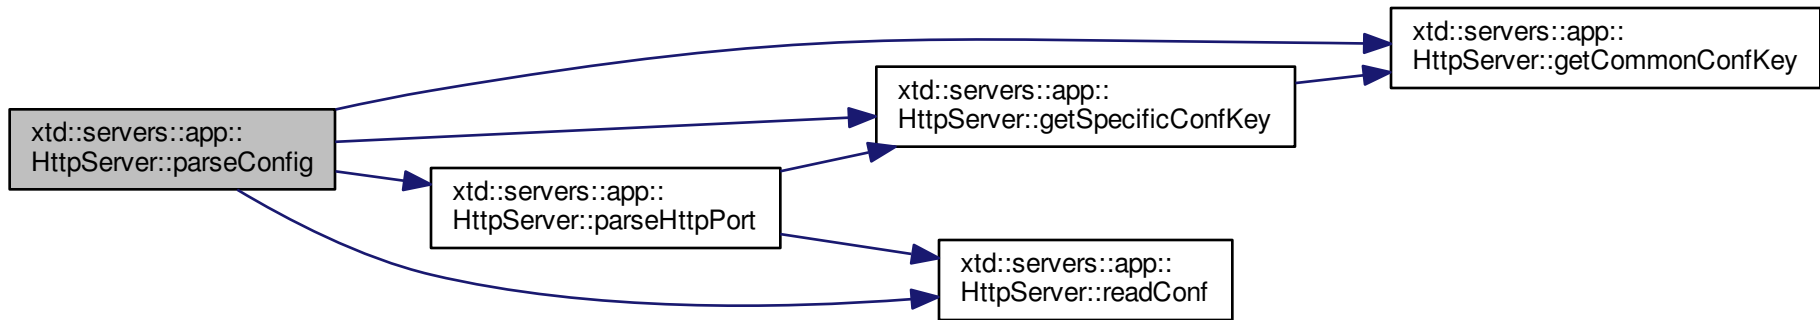 xtd::servers::app::
HttpServer::parseConfig
xtd::servers::app::
HttpServer::parseHttpPort
xtd::servers::app::
HttpServer::getSpecificConfKey
xtd::servers::app::
HttpServer::readConf
xtd::servers::app::
HttpServer::getCommonConfKey